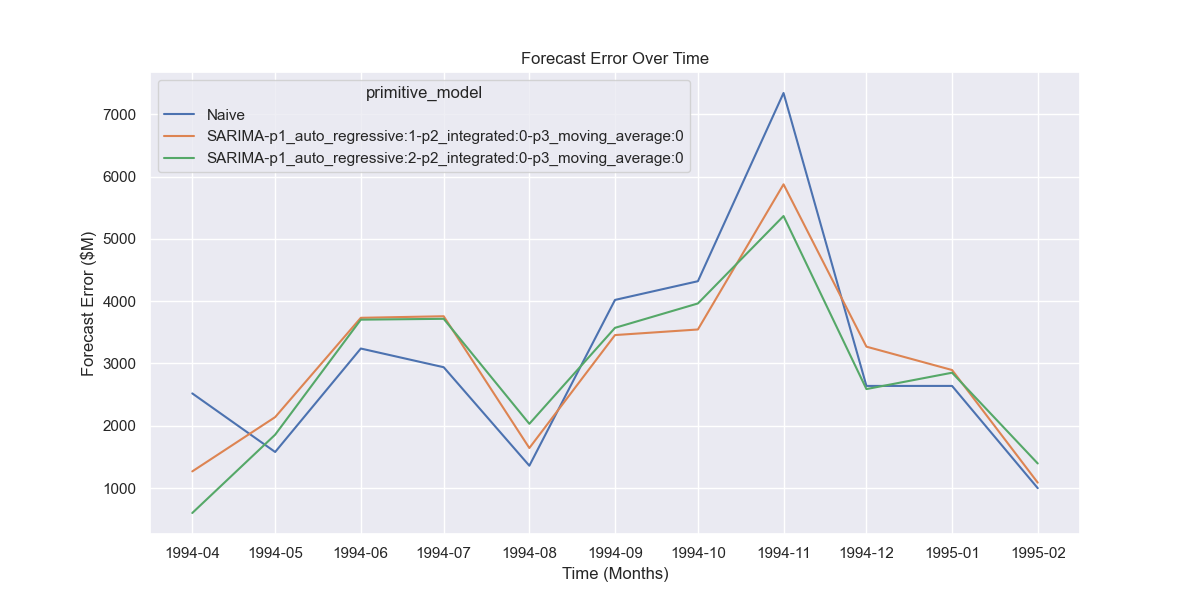 Forecast Error Over Time
primitive_model
Naive
SARIMA-p1_auto_regressive:1-p2_integrated:0-p3_moving_average:0
SARIMA-p1_auto_regressive:2-p2_integrated:0-p3_moving_average:0
Forecast Error ($M)
7000
6000
5000
4000
3000
2000
1000
1994-04 1994-05 1994-06 1994-07 1994-08 1994-09 1994-10 1994-11 1994-12 1995-01 1995-02
Time (Months)